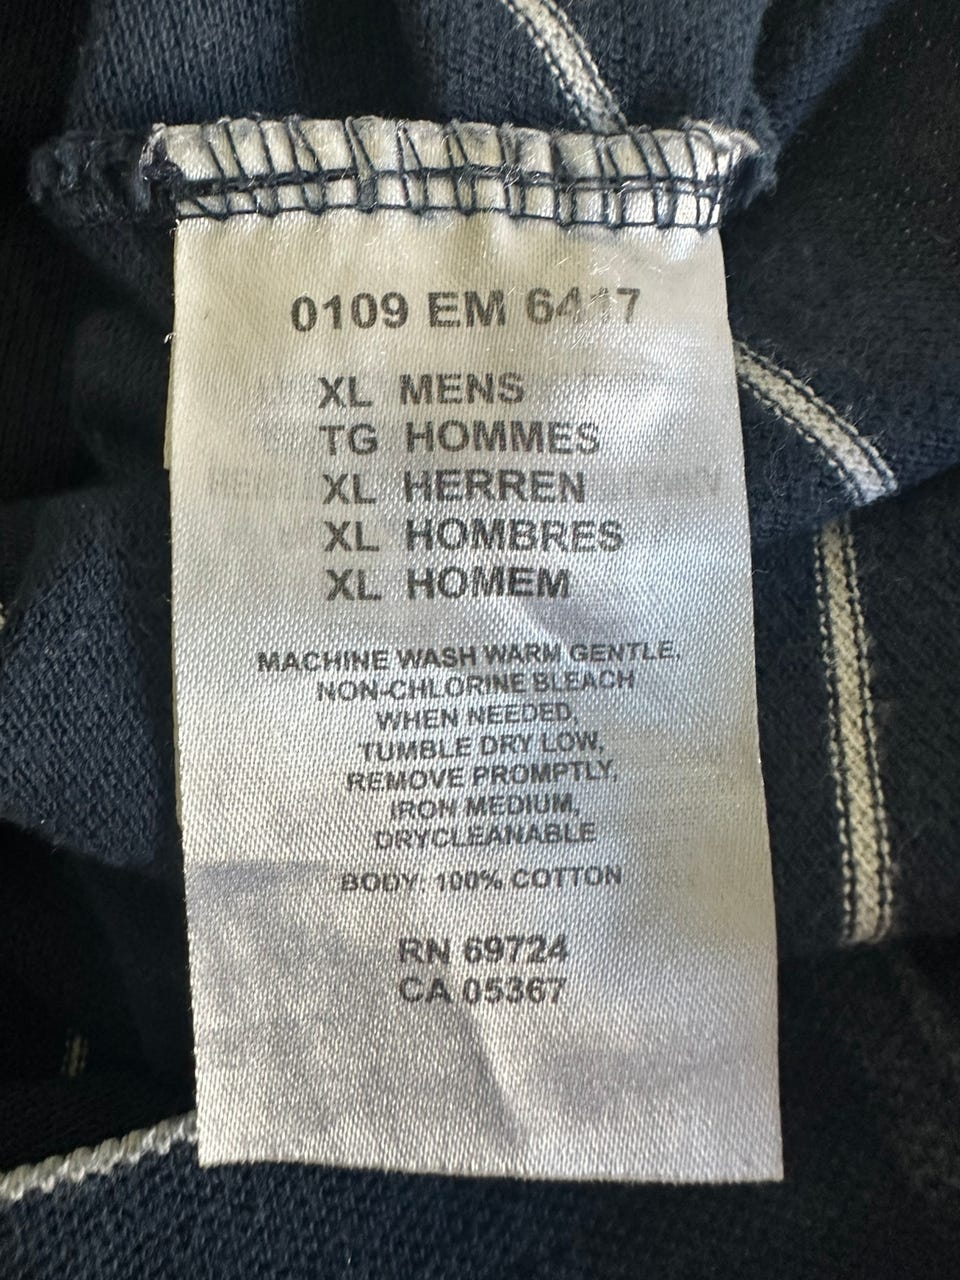 0109 EM
XL MENS
TG HOMMES
XL HERREN
XL HOMBRES
XL HOMEM
MACHINE WASH WARM GENTLE,
NON-CHLORINE BLEACH
WHEN NEEDED,
TUMBLE DRY LOW,
REMOVE PROMPTLY,
IRON MEDIUM,
DRYCLEANABLE
BODY: 100% COTTON
RN 69724
CA 05367